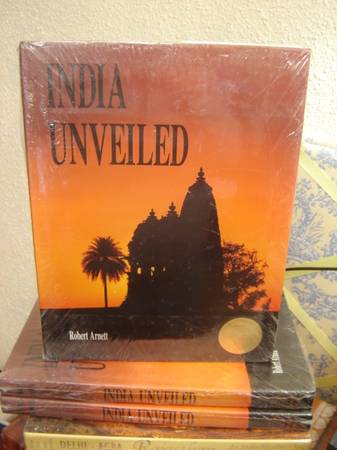 INDIA
UNVEILED
Robert Arnett
INDIA UNVEILED
INDIA UNVEILED
DELHI AGRA